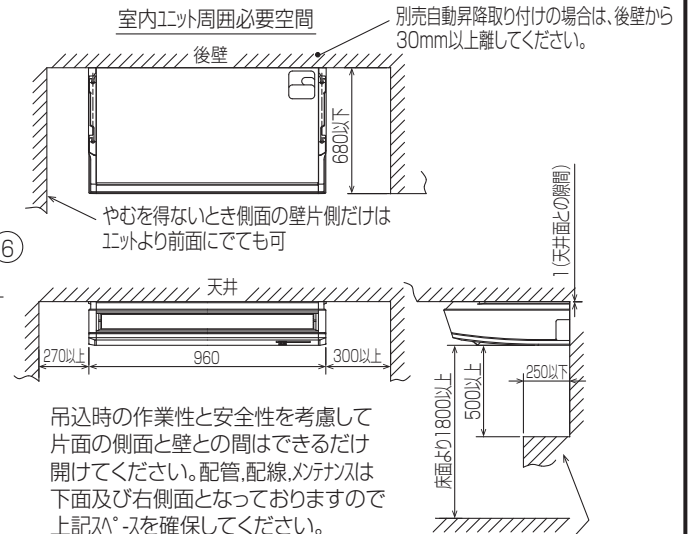 室内ユニット周囲必要空間
別売自動昇降取り付けの場合は、後壁から
30mm以上離してください。
後壁
680以下
やむを得ないとき側面の壁片側だけは
ユニットより前面にでても可
1(天井面との隙間)
6
天井
270以上
960
300以上
250以下
500以上
床面より1800以上
吊込時の作業性と安全性を考慮して
片面の側面と壁との間はできるだけ
開けてください。配管,配線,メンテナンスは
下面及び右側面となっておりますので
上記スペースを確保してください。